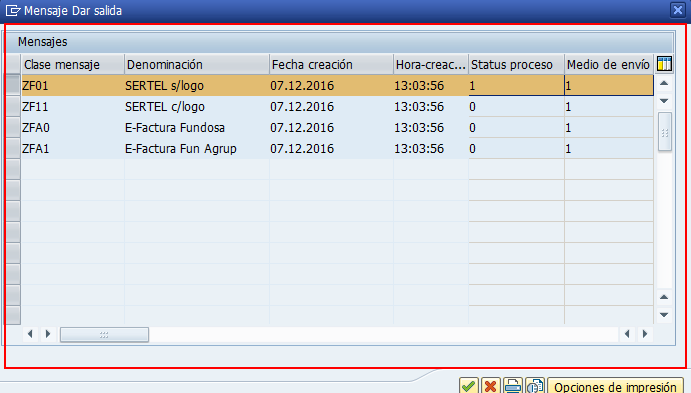 Mensaje Dar salida
Mensajes
Clase mensaje Denominación Fecha creación Hora-creac... Status proceso Medio de envío
ZF01 SERTEL s/logo 07.12.2016 13:03:56 1 1
ZF11 SERTEL c/logo 07.12.2016 13:03:56 0 1
ZFA0 E-Factura Fundosa 07.12.2016 13:03:56 0 1
ZFA1 E-Factura Fun Agrup 07.12.2016 13:03:56 0 1
Opciones de impresión